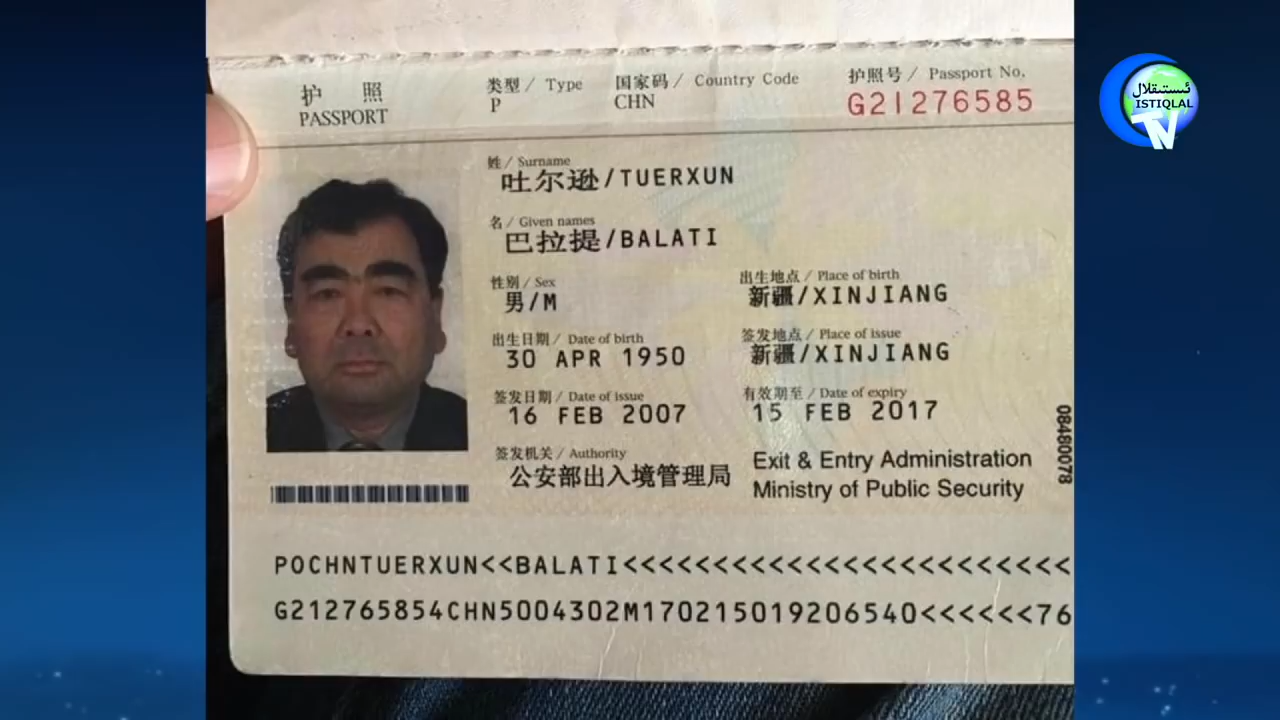 护 照
PASSPORT
类型 / Type
P
国家码 / Country Code
CHN
护照号 / Passport No.
G21276585
ئىستىقلال
ISTIQLAL
TV
姓 / Surname
吐尔逊/TUERXUN
名 / Given names
巴拉提/BALATI
性别 / Sex
男/M
出生地点 / Place of birth
新疆/XINJIANG
出生日期 / Date of birth
30 APR 1950
签发地点 / Place of issue
新疆/XINJIANG
签发日期 / Date of issue
16 FEB 2007
有效期至 / Date of expiry
15 FEB 2017
签发机关 / Authority
公安部出入境管理局
Exit & Entry Administration
Ministry of Public Security
08480078
POCHNTUERXUN<<BALATI<<<<<<<<<<<<<<<<<<<<<<<<
G212765854CHN5004302M170215019206540<<<<<<76